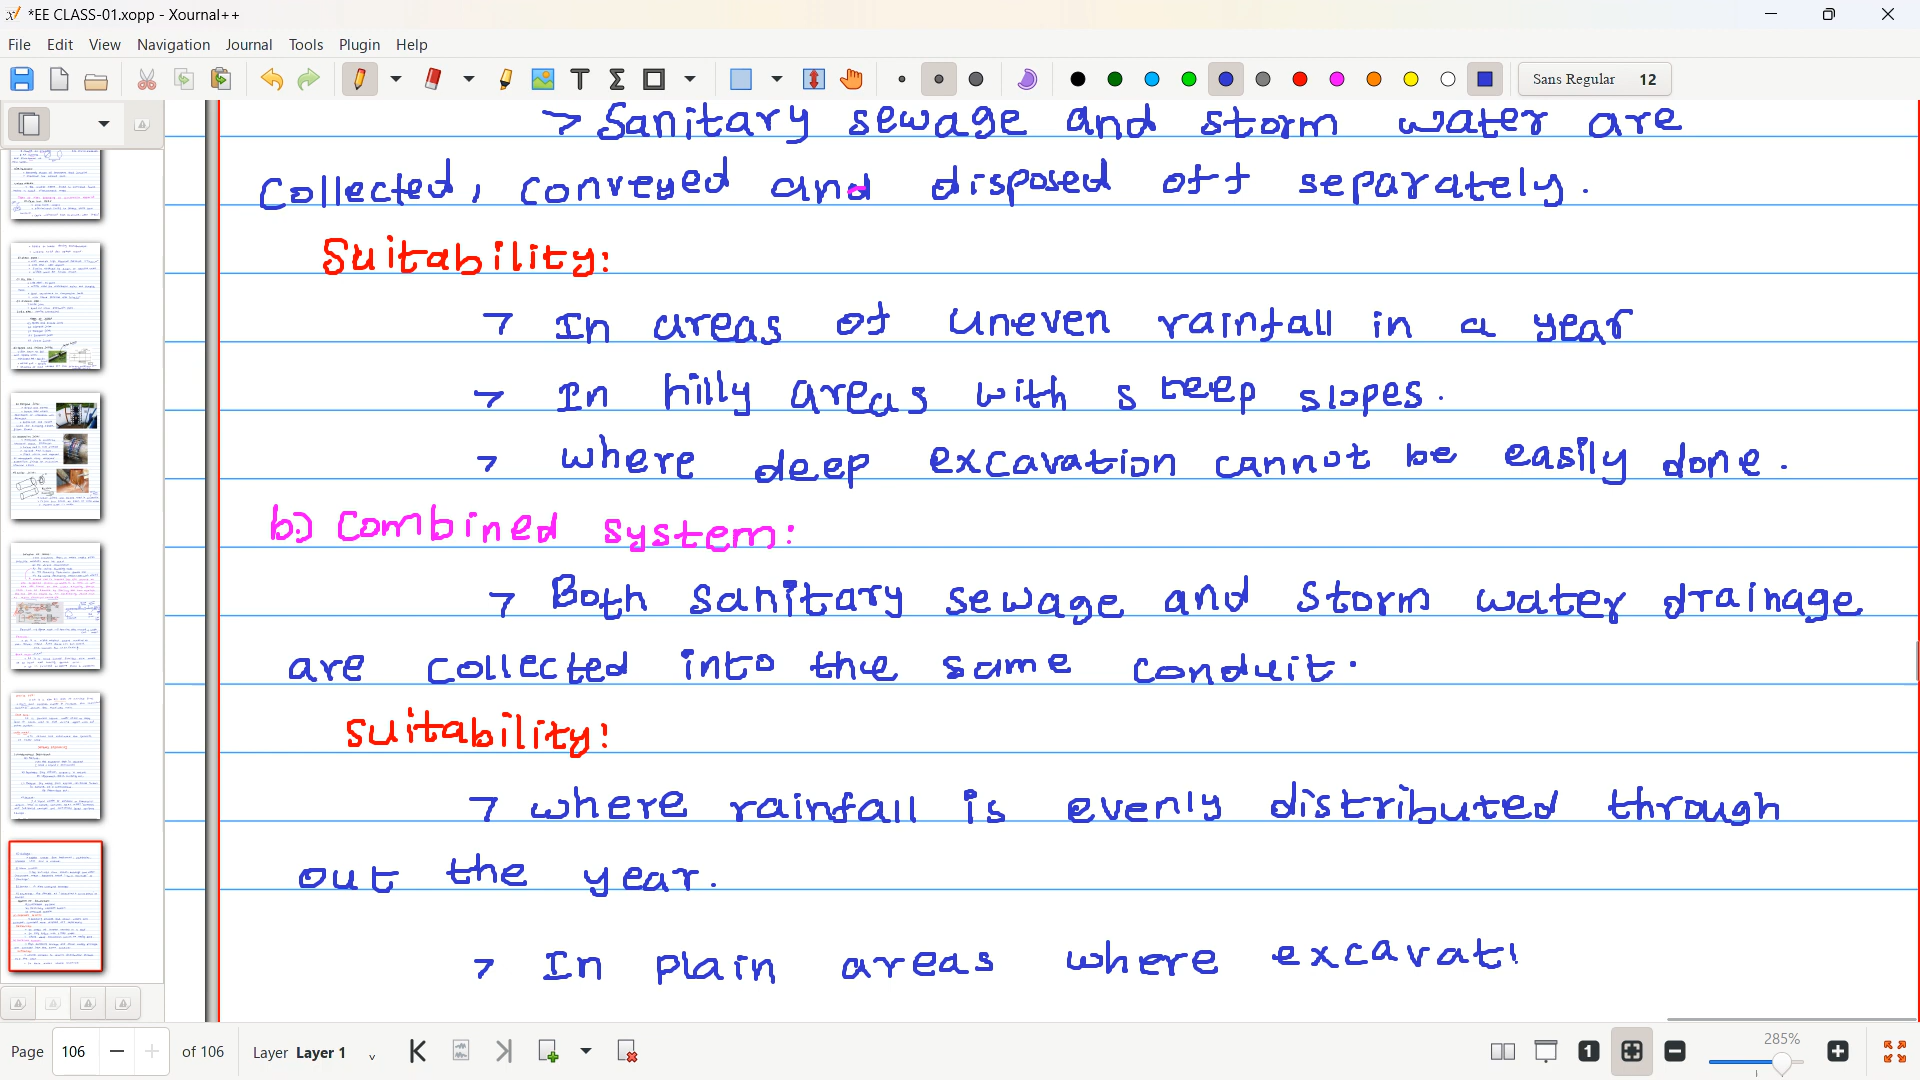 *EE CLASS-01.xopp - Xournal++
File Edit View Navigation Journal Tools Plugin Help
Sans Regular 12
> Sanitary sewage and storm water are
Collected, conveyed and disposed off separately.
Suitability:
> In areas of uneven rainfall in a year
> In hilly areas with steep slopes.
> where deep excavation cannot be easily done.
b.) Combined system:
> Both sanitary sewage and storm water drainage
are collected into the same conduit.
Suitability:
> where rainfall is evenly distributed through
out the year.
> In plain areas where excavati
Page 106 of 106 Layer Layer 1 1 285%